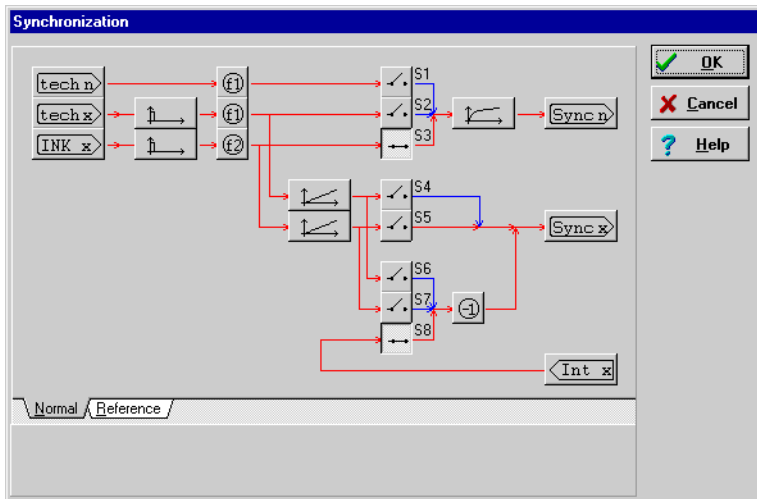 Synchronization
tech n
f1
S1
tech x
f1
S2
Sync n
INK x
f2
S3
S4
S5
Sync x
S6
S7
-1
S8
Int x
OK
Cancel
Help
Normal
Reference